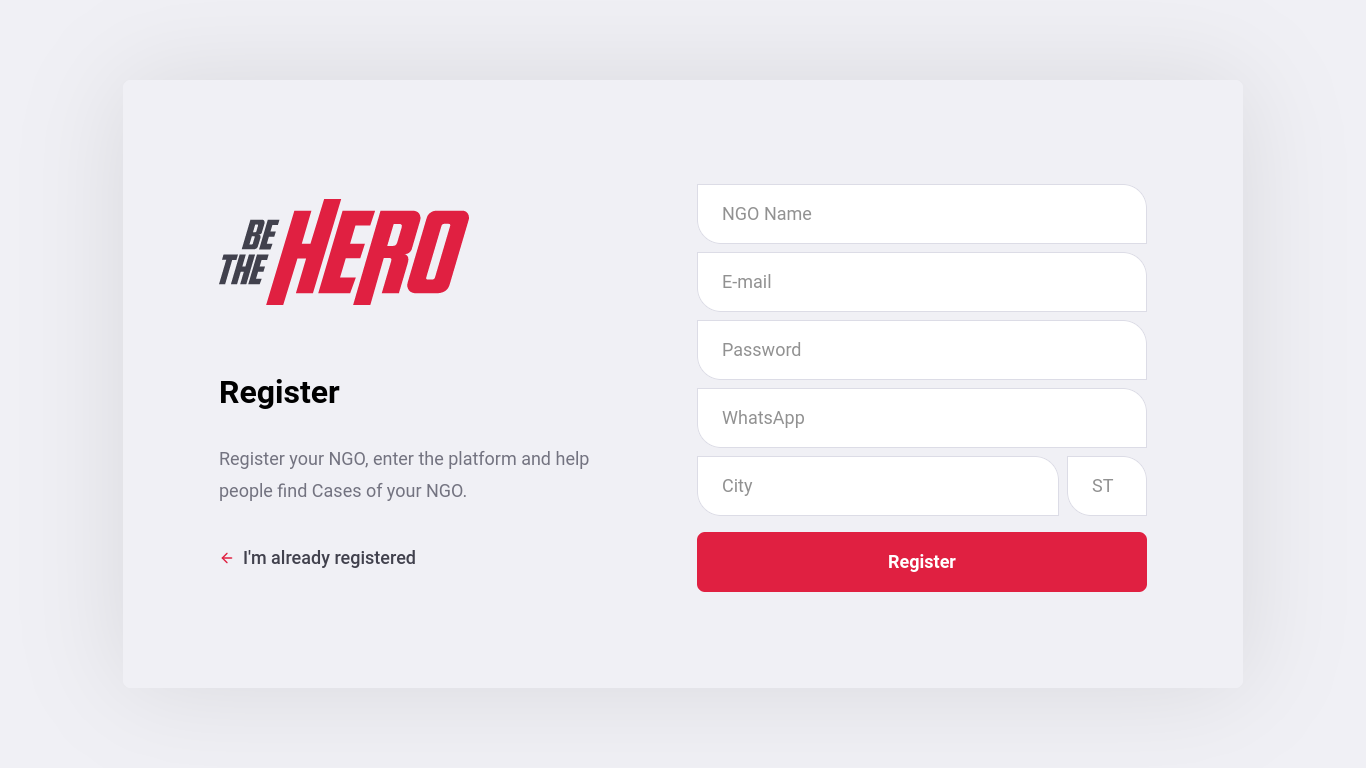 BE
THE
HERO
Register
Register your NGO, enter the platform and help
people find Cases of your NGO.
I'm already registered
NGO Name
E-mail
Password
WhatsApp
City
ST
Register